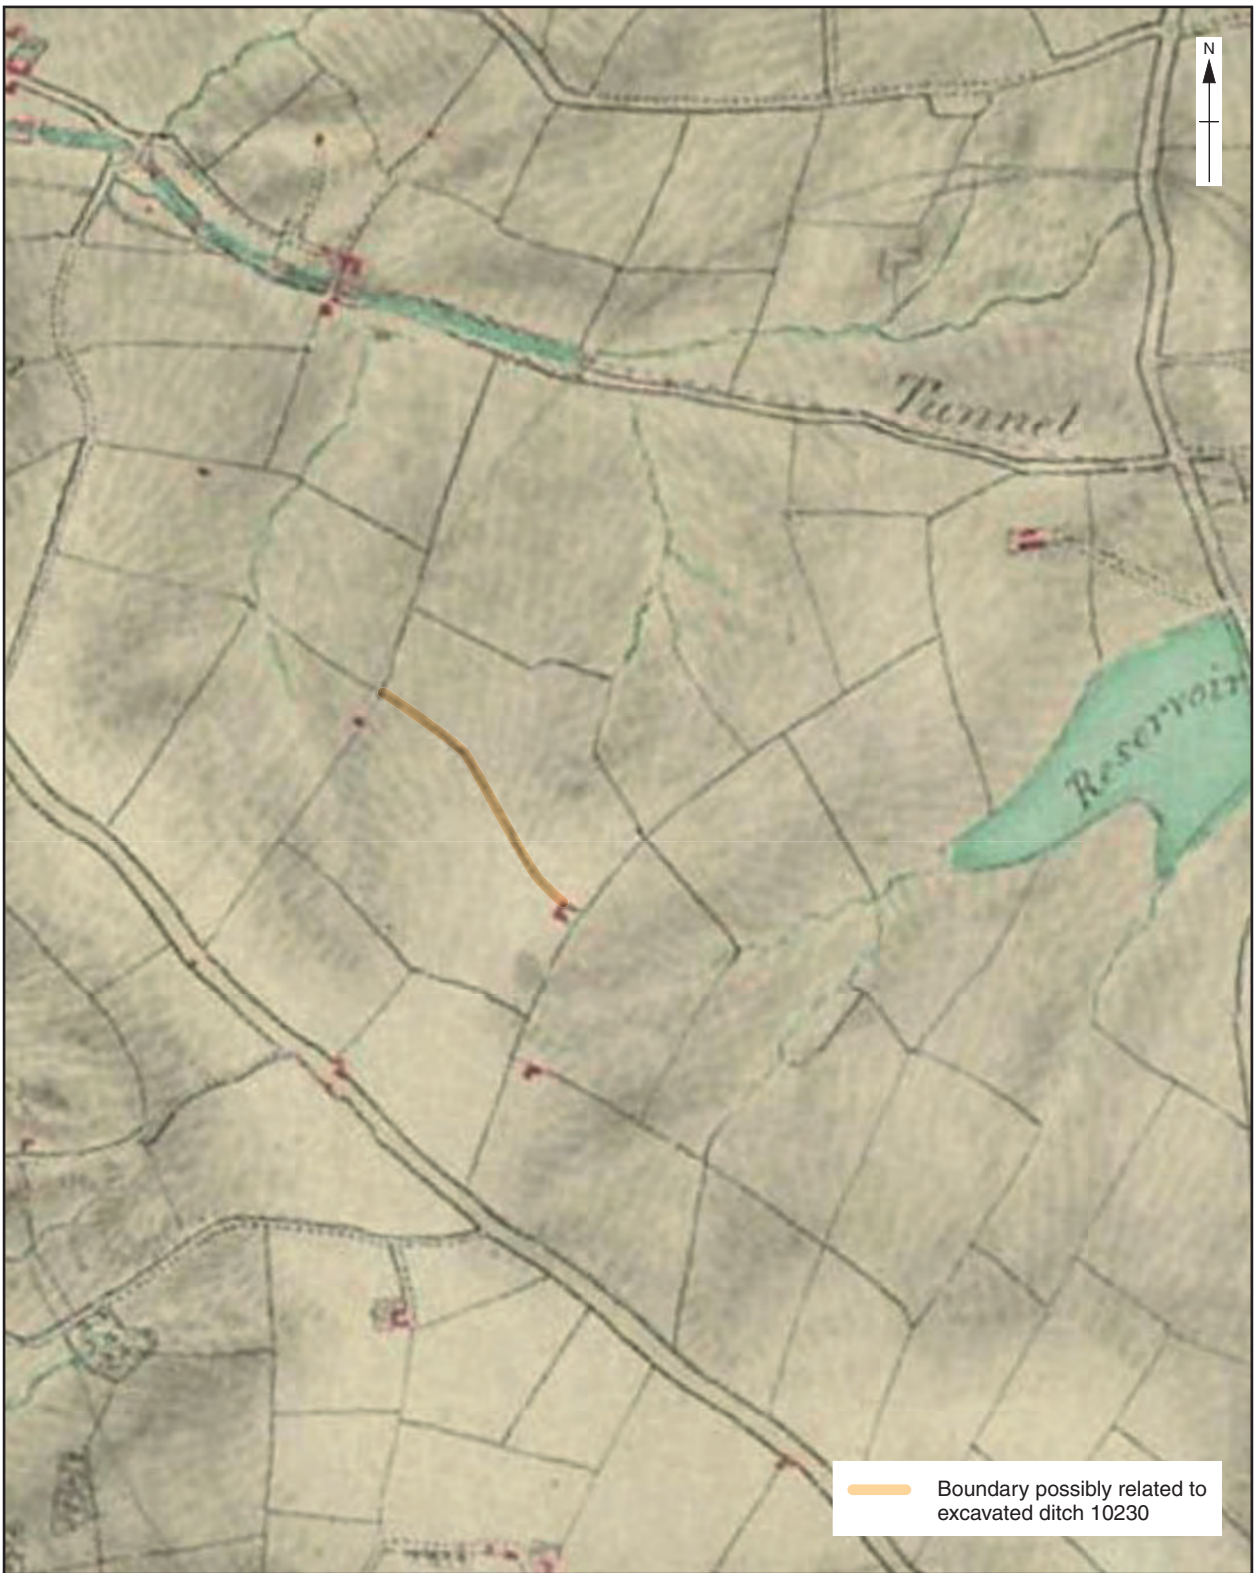 N
Tunnel
Reservoir
Boundary possibly related to
excavated ditch 10230